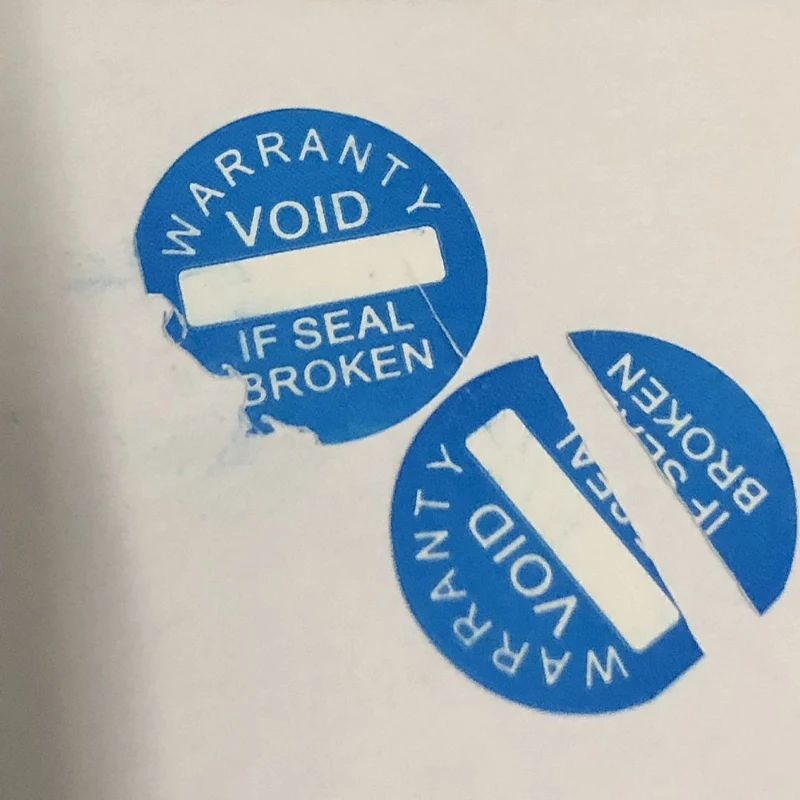 WARRANTY
VOID
IF SEAL
BROKEN
WARRANTY
VOID
IF SEAL
BROKEN